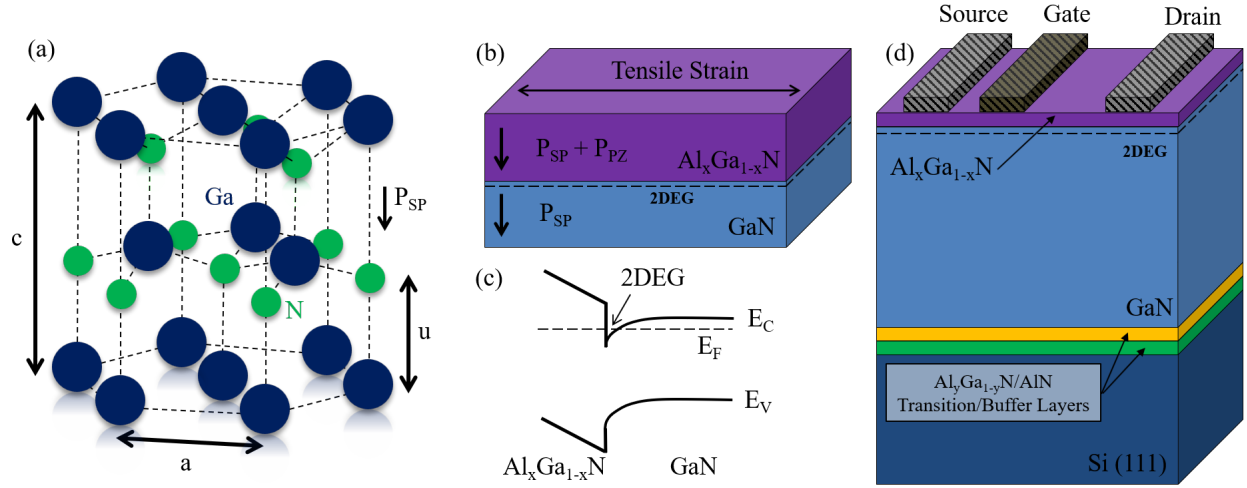 (a)
c
Ga
P_SP
N
u
a
(b)
Tensile Strain
P_SP + P_PZ
Al_xGa_1-xN
2DEG
P_SP
GaN
(c)
2DEG
E_C
E_F
E_V
Al_xGa_1-xN
GaN
Source
Gate
Drain
(d)
2DEG
Al_xGa_1-xN
GaN
Al_yGa_1-yN/AlN
Transition/Buffer Layers
Si (111)